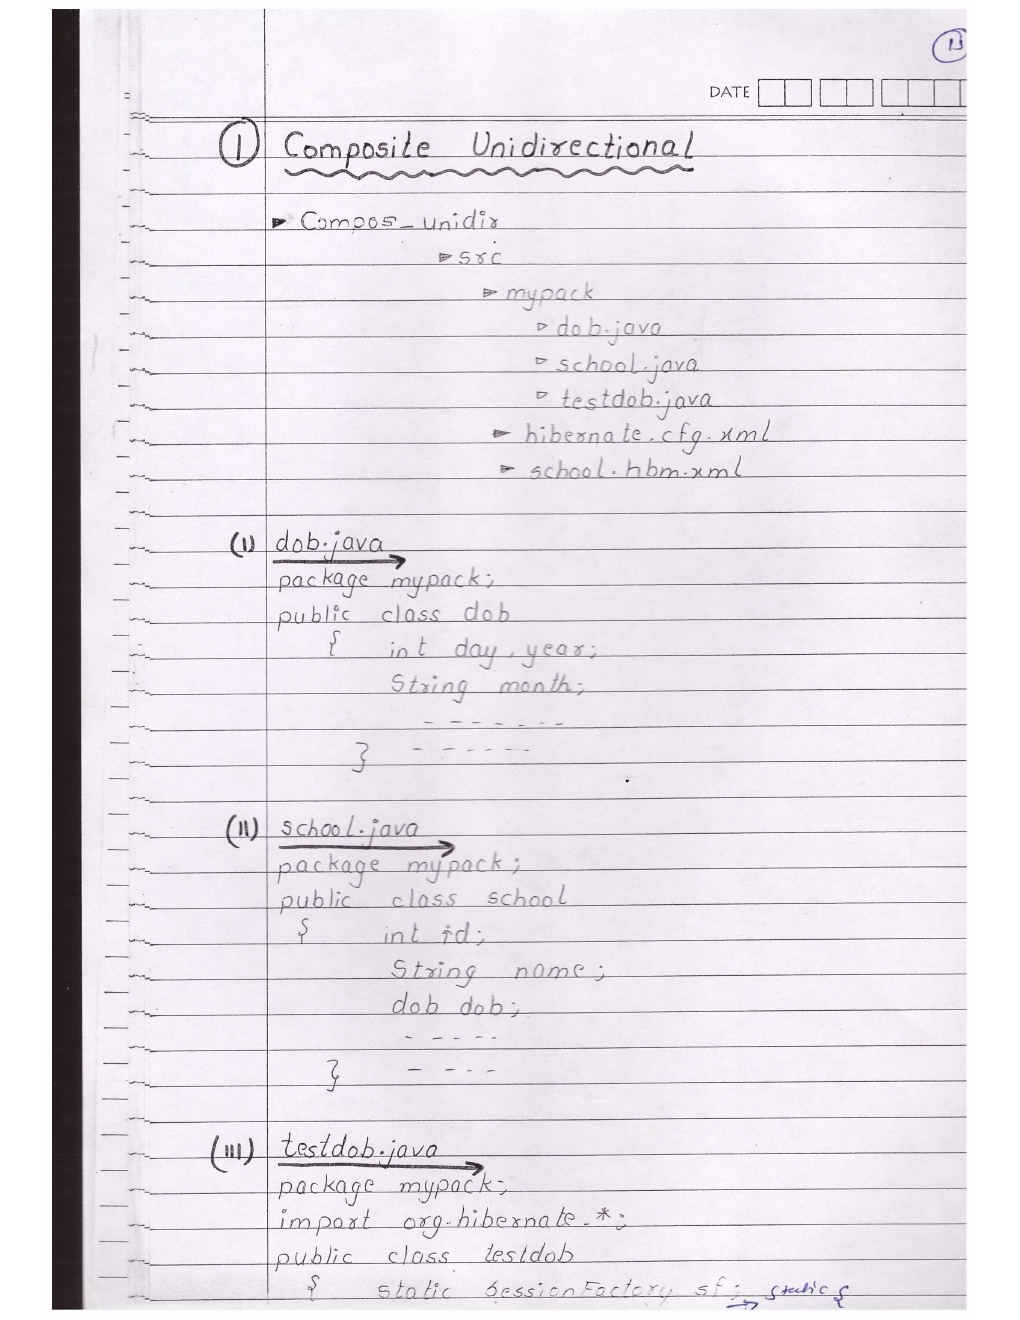 13
DATE
1 Composite Unidirectional
Compos_unidir
src
mypack
dob.java
school.java
testdob.java
hibernate.cfg.xml
school.hbm.xml
(I) dob.java
package mypack;
public class dob
{ int day, year;
String month;
- - - - - - -
} - - - - - -
(II) school.java
package mypack;
public class school
{ int id;
String name;
dob dob;
- - - - -
} - - - -
(III) testdob.java
package mypack;
import org.hibernate.*;
public class testdob
{ static SessionFactory sf; → static {